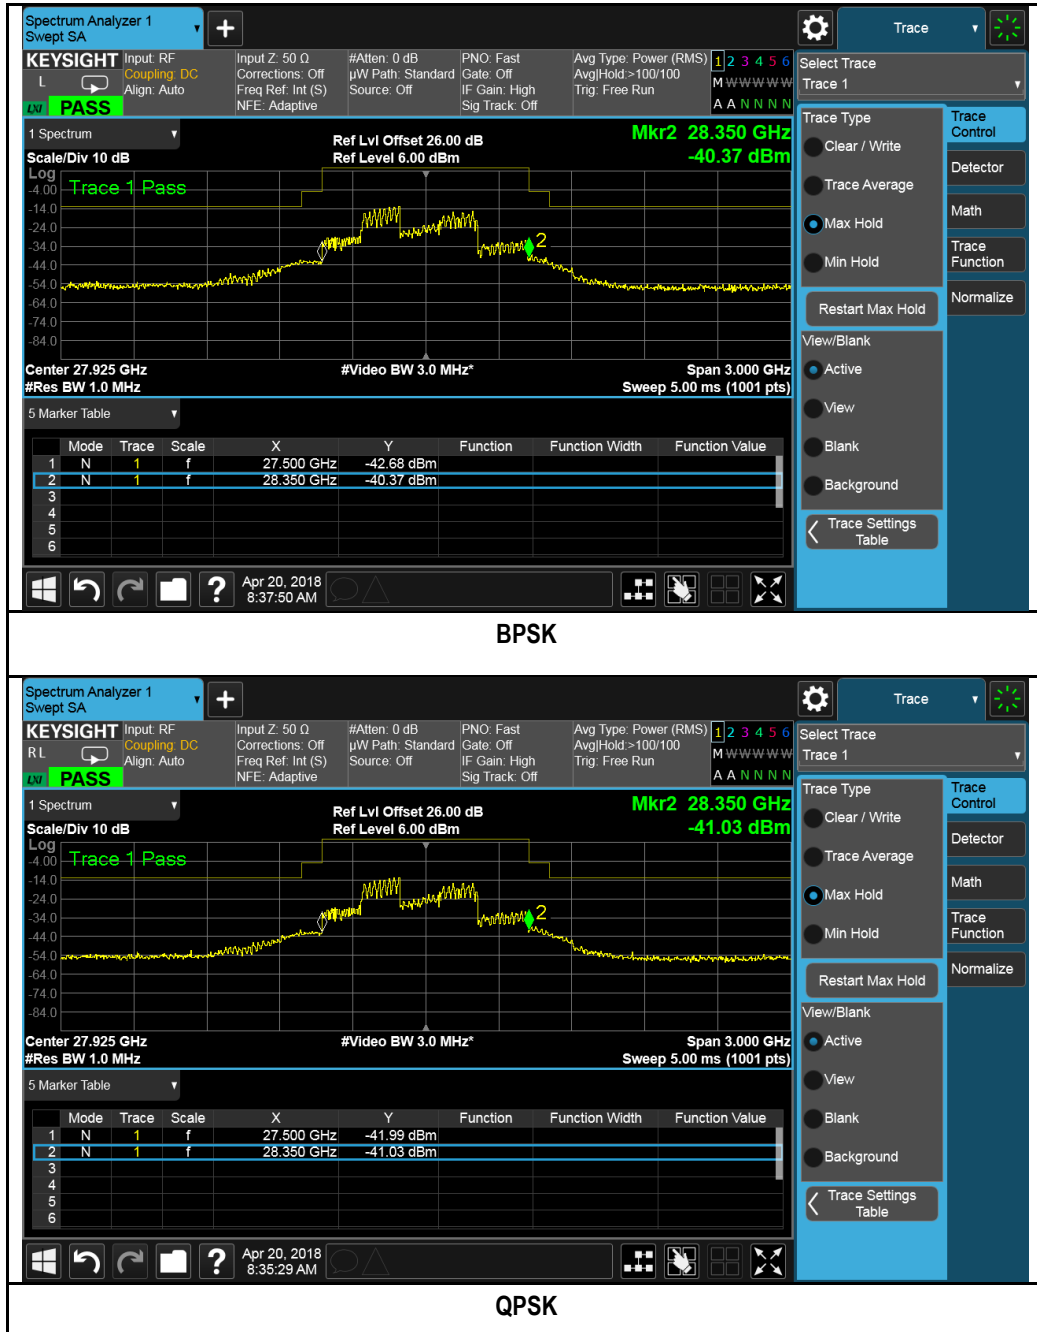 Spectrum Analyzer 1
Swept SA
+
Trace
KEYSIGHT
L
LXI
PASS
Input: RF
Coupling: DC
Align: Auto
Input Z: 50 Ω
Corrections: Off
Freq Ref: Int (S)
NFE: Adaptive
#Atten: 0 dB
µW Path: Standard
Source: Off
PNO: Fast
Gate: Off
IF Gain: High
Sig Track: Off
Avg Type: Power (RMS)
Avg|Hold:>100/100
Trig: Free Run
1 2 3 4 5 6
M W W W W W
A A N N N N
Select Trace
Trace 1
1 Spectrum
Scale/Div 10 dB
Ref Lvl Offset 26.00 dB
Ref Level 6.00 dBm
Mkr2 28.350 GHz
-40.37 dBm
Log
Trace 1 Pass
-4.00
-14.0
-24.0
-34.0
-44.0
-54.0
-64.0
-74.0
-84.0
2
Center 27.925 GHz
#Video BW 3.0 MHz*
Span 3.000 GHz
#Res BW 1.0 MHz
Sweep 5.00 ms (1001 pts)
5 Marker Table
Mode Trace Scale X Y Function Function Width Function Value
1 N 1 f 27.500 GHz -42.68 dBm
2 N 1 f 28.350 GHz -40.37 dBm
3
4
5
6
Trace Type
Clear / Write
Trace Average
Max Hold
Min Hold
Restart Max Hold
View/Blank
Active
View
Blank
Background
Trace Settings
Table
Trace
Control
Detector
Math
Trace
Function
Normalize
?
Apr 20, 2018
8:37:50 AM
BPSK
Spectrum Analyzer 1
Swept SA
+
Trace
KEYSIGHT
R L
LXI
PASS
Input: RF
Coupling: DC
Align: Auto
Input Z: 50 Ω
Corrections: Off
Freq Ref: Int (S)
NFE: Adaptive
#Atten: 0 dB
µW Path: Standard
Source: Off
PNO: Fast
Gate: Off
IF Gain: High
Sig Track: Off
Avg Type: Power (RMS)
Avg|Hold:>100/100
Trig: Free Run
1 2 3 4 5 6
M W W W W W
A A N N N N
Select Trace
Trace 1
1 Spectrum
Scale/Div 10 dB
Ref Lvl Offset 26.00 dB
Ref Level 6.00 dBm
Mkr2 28.350 GHz
-41.03 dBm
Log
Trace 1 Pass
-4.00
-14.0
-24.0
-34.0
-44.0
-54.0
-64.0
-74.0
-84.0
2
Center 27.925 GHz
#Video BW 3.0 MHz*
Span 3.000 GHz
#Res BW 1.0 MHz
Sweep 5.00 ms (1001 pts)
5 Marker Table
Mode Trace Scale X Y Function Function Width Function Value
1 N 1 f 27.500 GHz -41.99 dBm
2 N 1 f 28.350 GHz -41.03 dBm
3
4
5
6
Trace Type
Clear / Write
Trace Average
Max Hold
Min Hold
Restart Max Hold
View/Blank
Active
View
Blank
Background
Trace Settings
Table
Trace
Control
Detector
Math
Trace
Function
Normalize
?
Apr 20, 2018
8:35:29 AM
QPSK